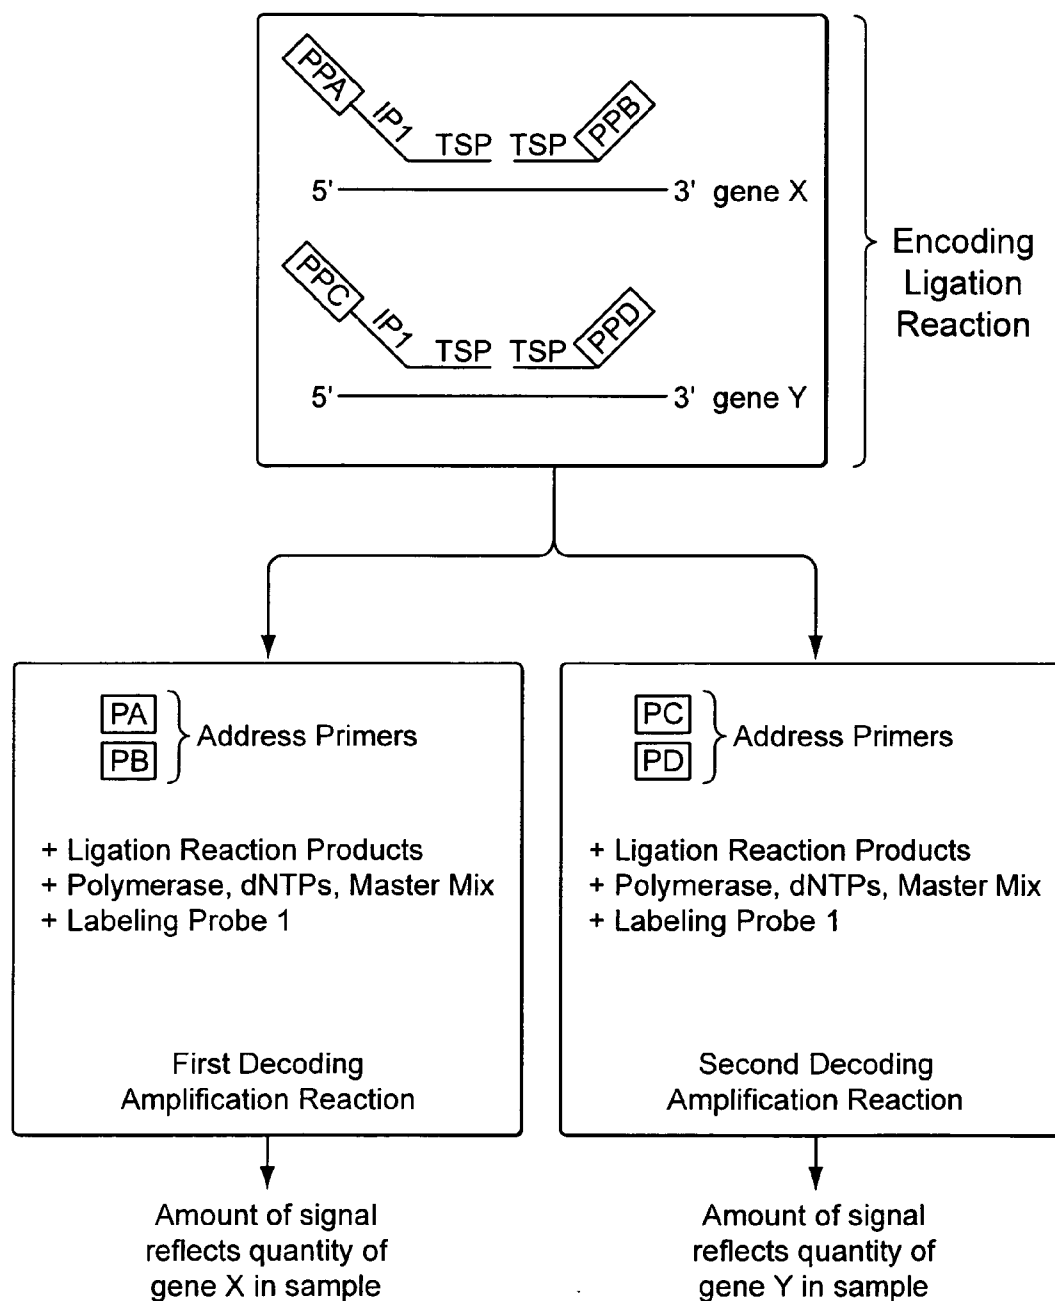 PPA
IP1
TSP TSP
PPB
5' 3' gene X
PPC
IP1
TSP TSP
PPD
5' 3' gene Y
Encoding
Ligation
Reaction
PA
PB
Address Primers
+ Ligation Reaction Products
+ Polymerase, dNTPs, Master Mix
+ Labeling Probe 1
First Decoding
Amplification Reaction
Amount of signal
reflects quantity of
gene X in sample
PC
PD
Address Primers
+ Ligation Reaction Products
+ Polymerase, dNTPs, Master Mix
+ Labeling Probe 1
Second Decoding
Amplification Reaction
Amount of signal
reflects quantity of
gene Y in sample